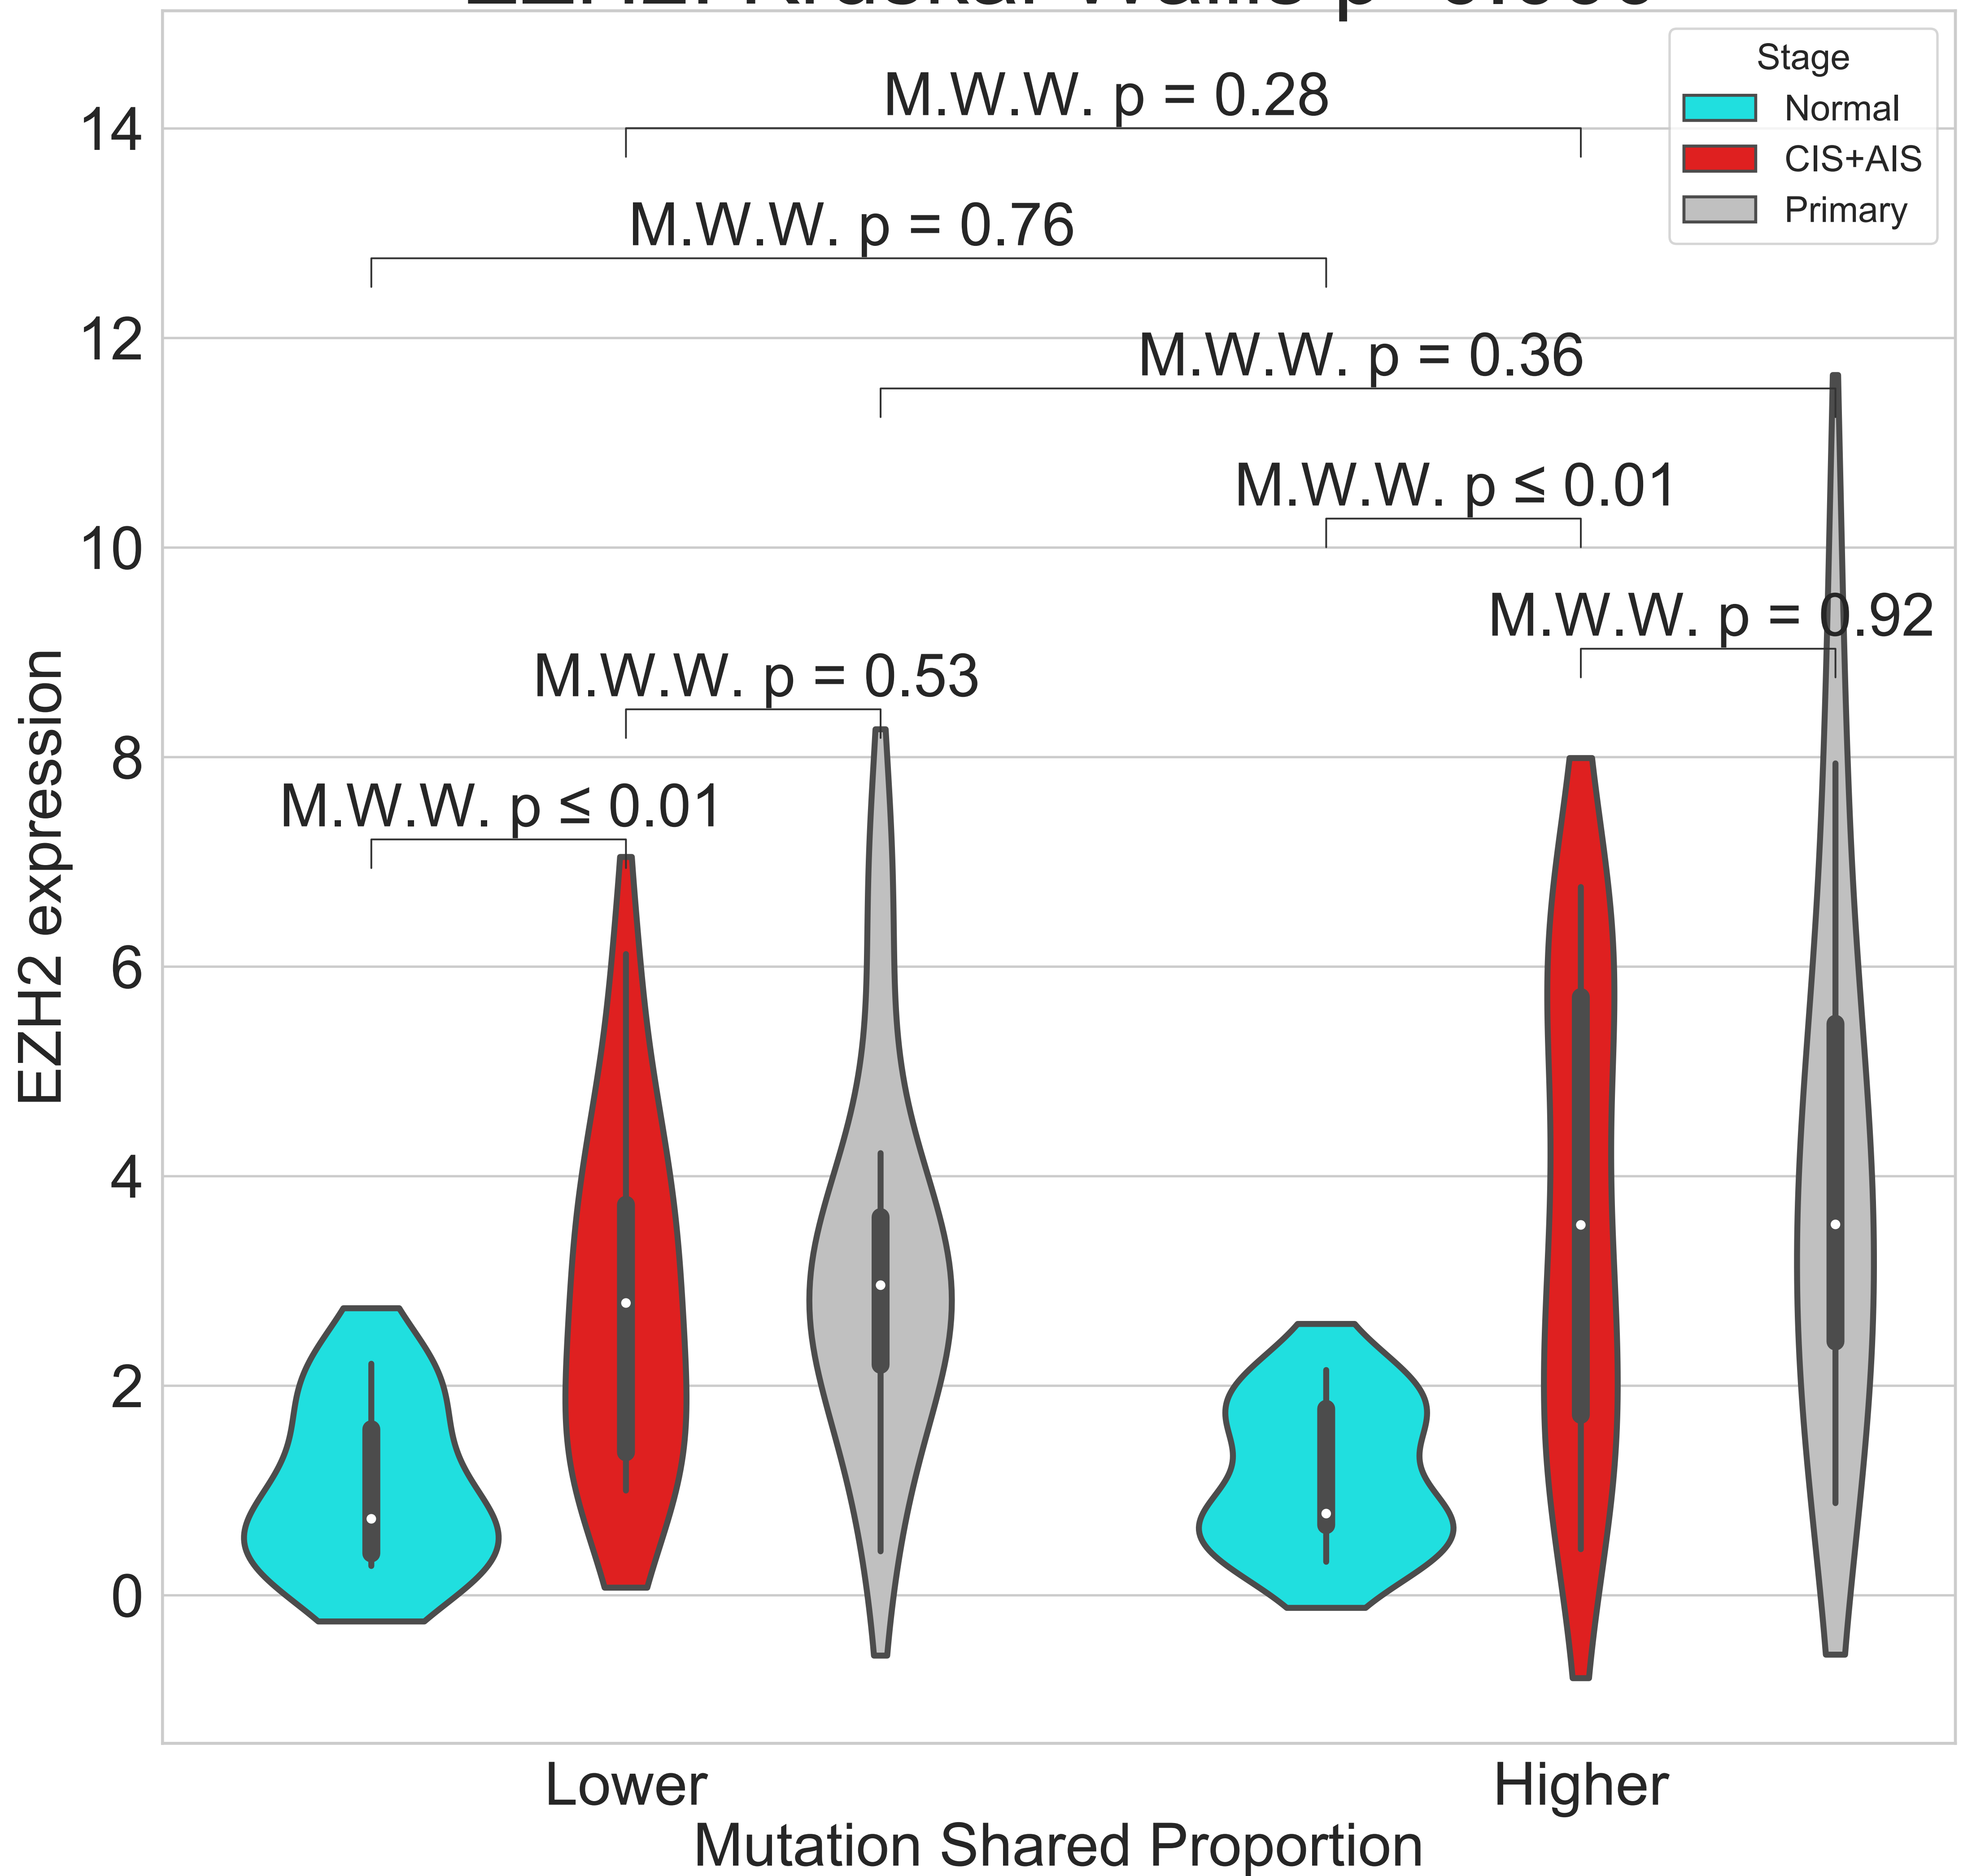 Stage
Normal
CIS+AIS
Primary
M.W.W. p = 0.28
M.W.W. p = 0.76
M.W.W. p = 0.36
M.W.W. p ≤ 0.01
M.W.W. p = 0.92
M.W.W. p = 0.53
M.W.W. p ≤ 0.01
14
12
10
8
6
4
2
0
EZH2 expression
Lower
Higher
Mutation Shared Proportion